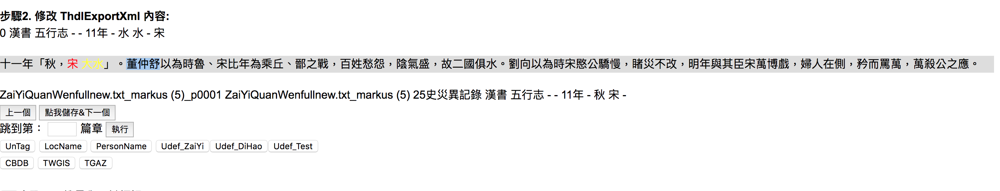 步驟2. 修改 ThdlExportXml 內容:
0 漢書 五行志 - - 11年 - 水 水 - 宋
十一年「秋，宋 大水」。董仲舒以為時魯、宋比年為乘丘、鄑之戰，百姓愁怨，陰氣盛，故二國俱水。劉向以為時宋愍公驕慢，睹災不改，明年與其臣宋萬博戲，婦人在側，矜而罵萬，萬殺公之應。
ZaiYiQuanWenfullnew.txt_markus (5)_p0001 ZaiYiQuanWenfullnew.txt_markus (5) 25史災異記錄 漢書 五行志 - - 11年 - 秋 宋 -
上一個 點我儲存&下一個
跳到第： 篇章 執行
UnTag LocName PersonName Udef_ZaiYi Udef_DiHao Udef_Test
CBDB TWGIS TGAZ